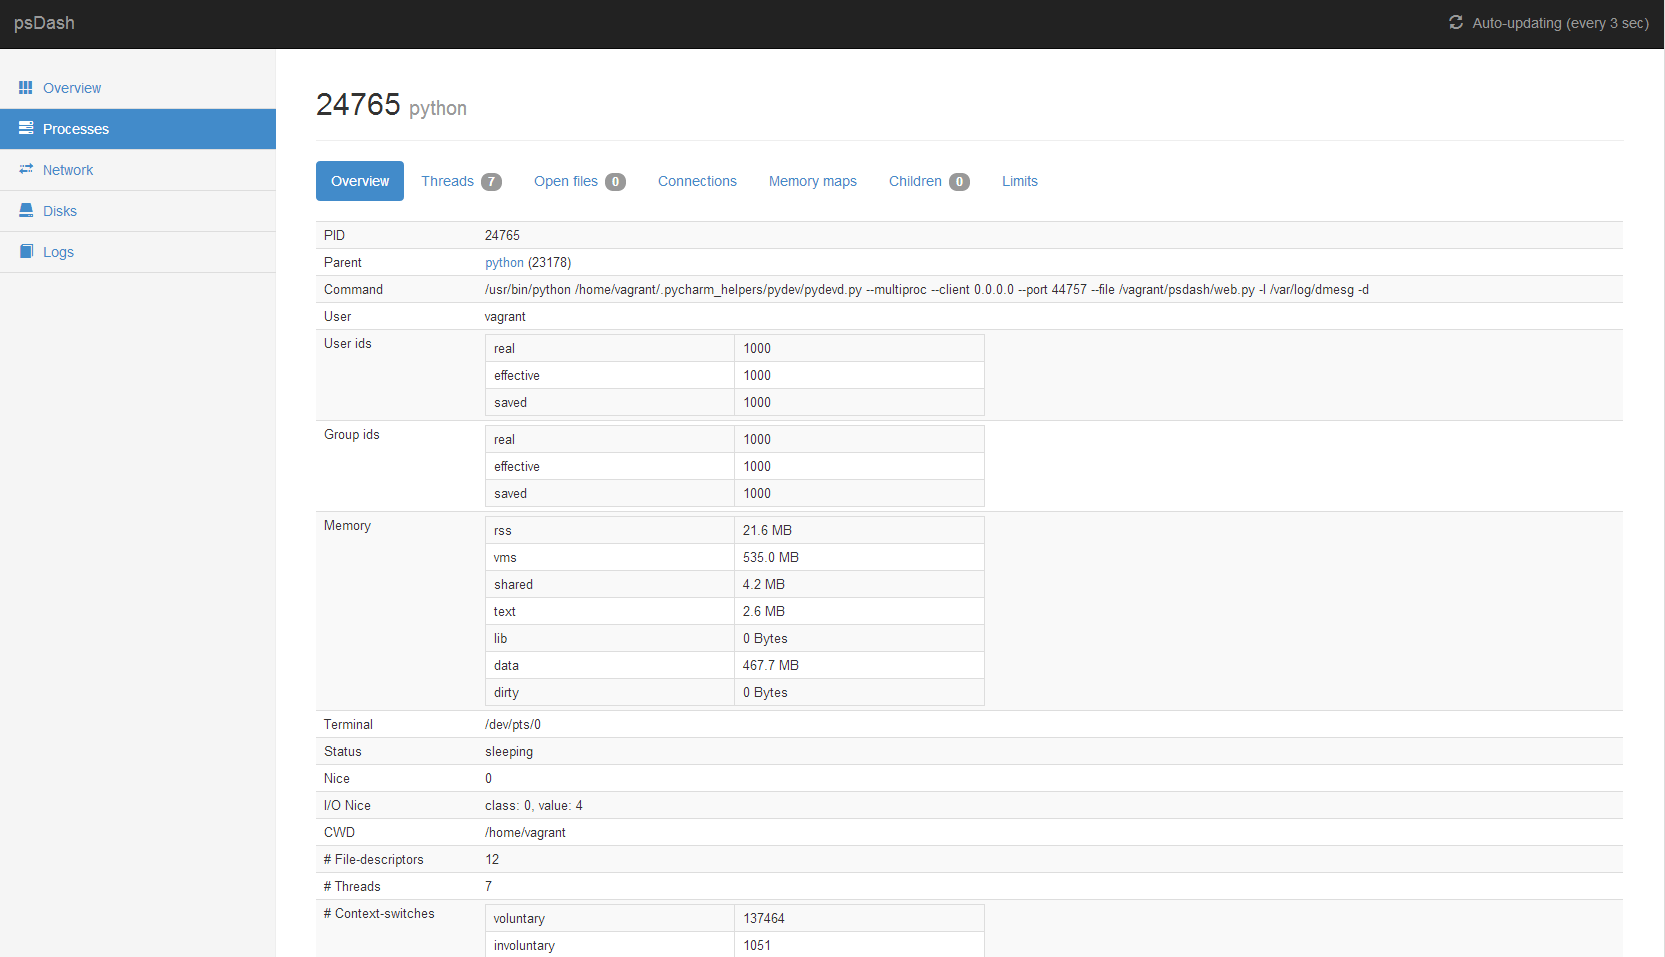 psDash
Auto-updating (every 3 sec)
Overview
Processes
Network
Disks
Logs
24765 python
Overview Threads 7 Open files 0 Connections Memory maps Children 0 Limits
PID 24765
Parent python (23178)
Command /usr/bin/python /home/vagrant/.pycharm_helpers/pydev/pydevd.py --multiproc --client 0.0.0.0 --port 44757 --file /vagrant/psdash/web.py -l /var/log/dmesg -d
User vagrant
User ids real 1000
effective 1000
saved 1000
Group ids real 1000
effective 1000
saved 1000
Memory rss 21.6 MB
vms 535.0 MB
shared 4.2 MB
text 2.6 MB
lib 0 Bytes
data 467.7 MB
dirty 0 Bytes
Terminal /dev/pts/0
Status sleeping
Nice 0
I/O Nice class: 0, value: 4
CWD /home/vagrant
# File-descriptors 12
# Threads 7
# Context-switches voluntary 137464
involuntary 1051